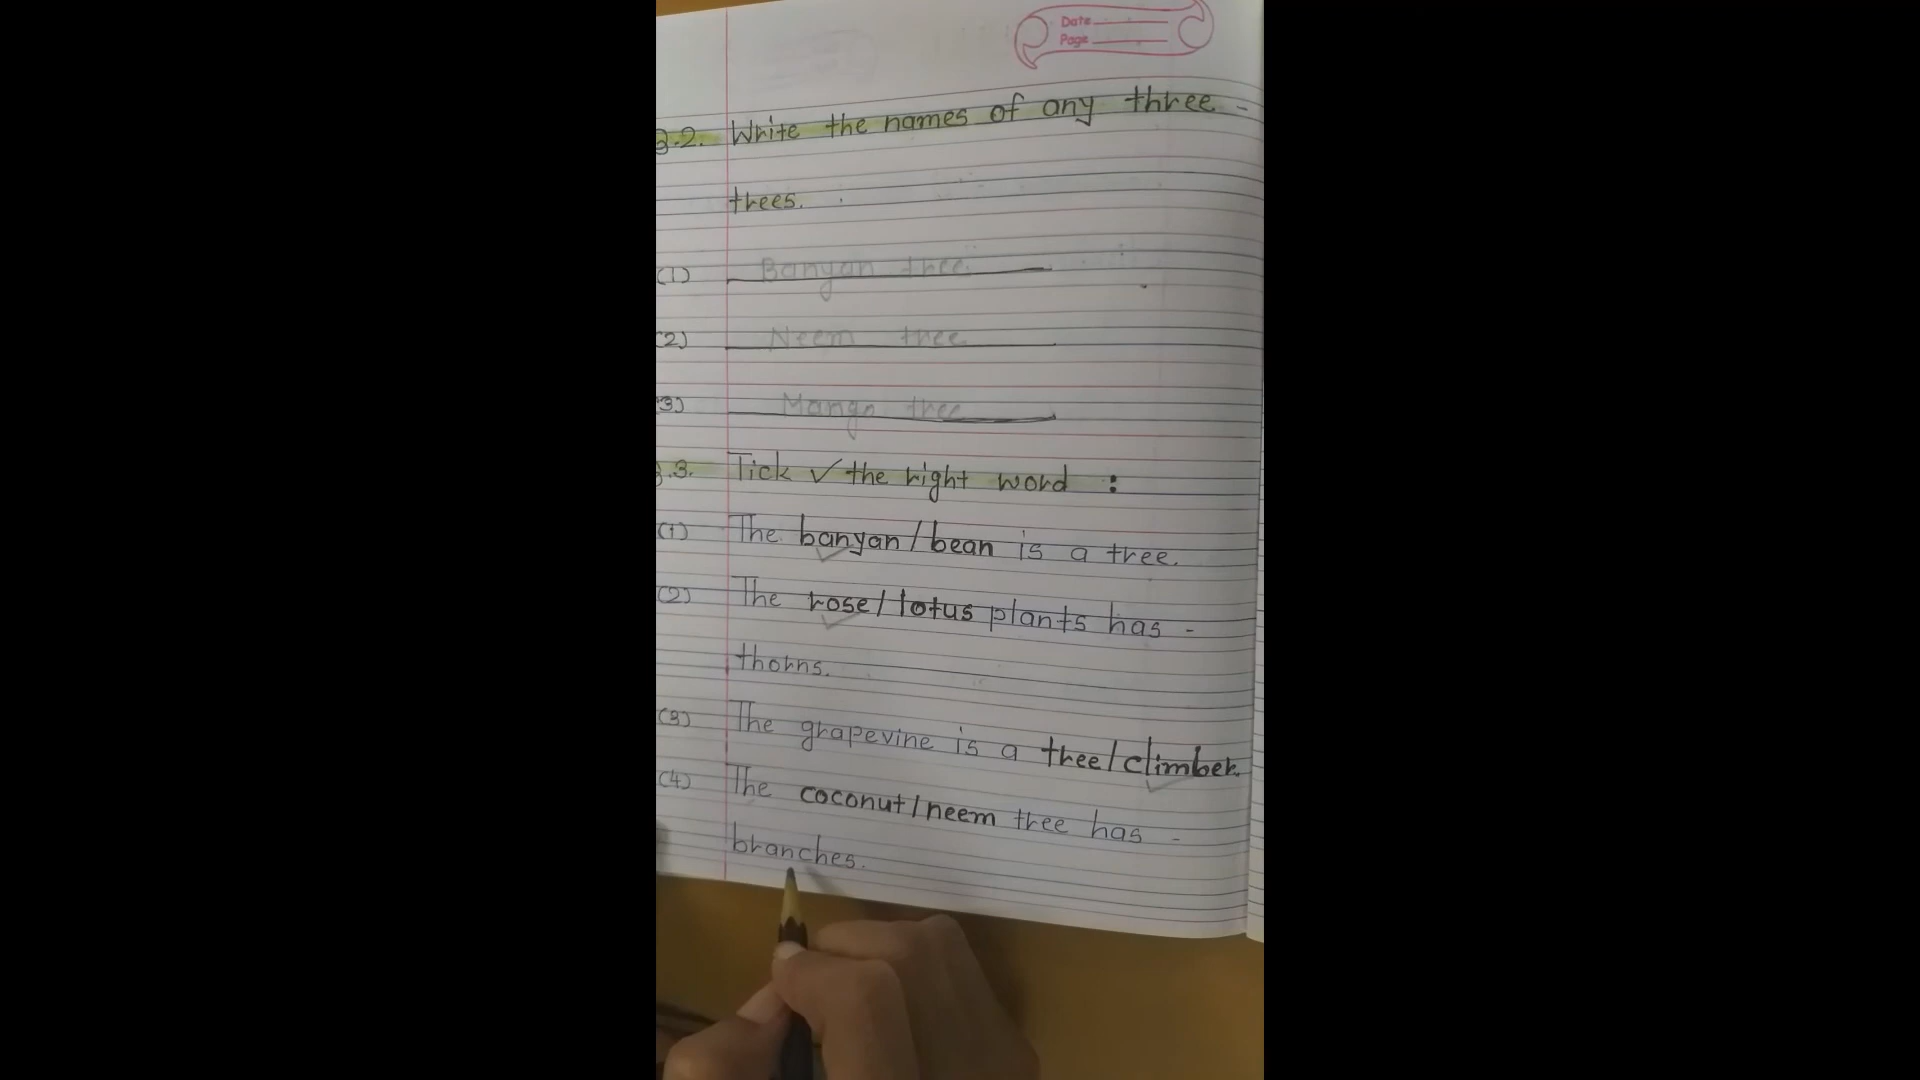 Date
Page
Q.2. Write the names of any three -
trees.
(1) Banyan tree
(2) Neem tree
(3) Mango tree
Q.3. Tick ✓ the right word :
(1) The banyan/bean is a tree.
(2) The rose/lotus plants has -
thorns.
(3) The grapevine is a tree/climber.
(4) The coconut/neem tree has -
branches.